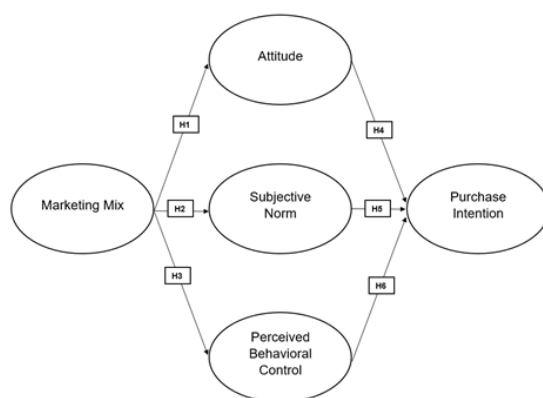 Attitude
H1
H4
Marketing Mix
H2
Subjective
Norm
H5
Purchase
Intention
H3
H6
Perceived
Behavioral
Control